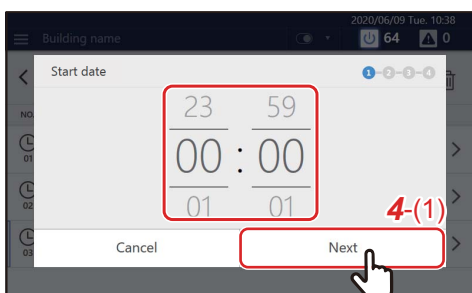 2020/06/09 Tue. 10:38
Building name
64
0
Start date
1-2-3-4
NO.
23 59
00 : 00
01 01
01
02
03
4-(1)
Cancel
Next